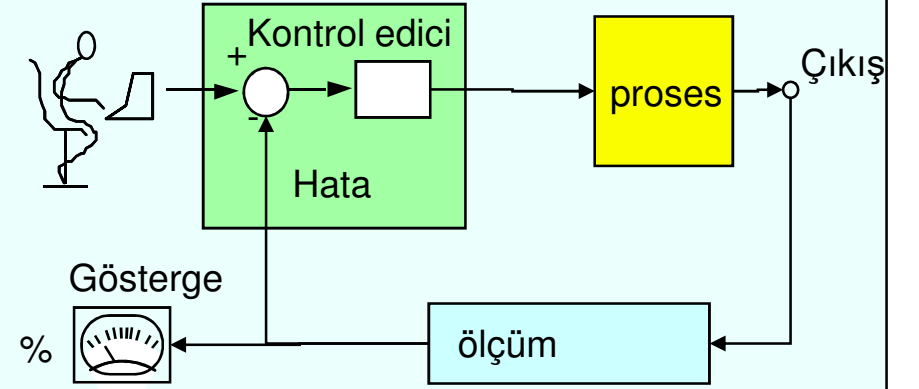 Kontrol edici
+
-
Hata
proses
Çıkış
Gösterge
%
ölçüm